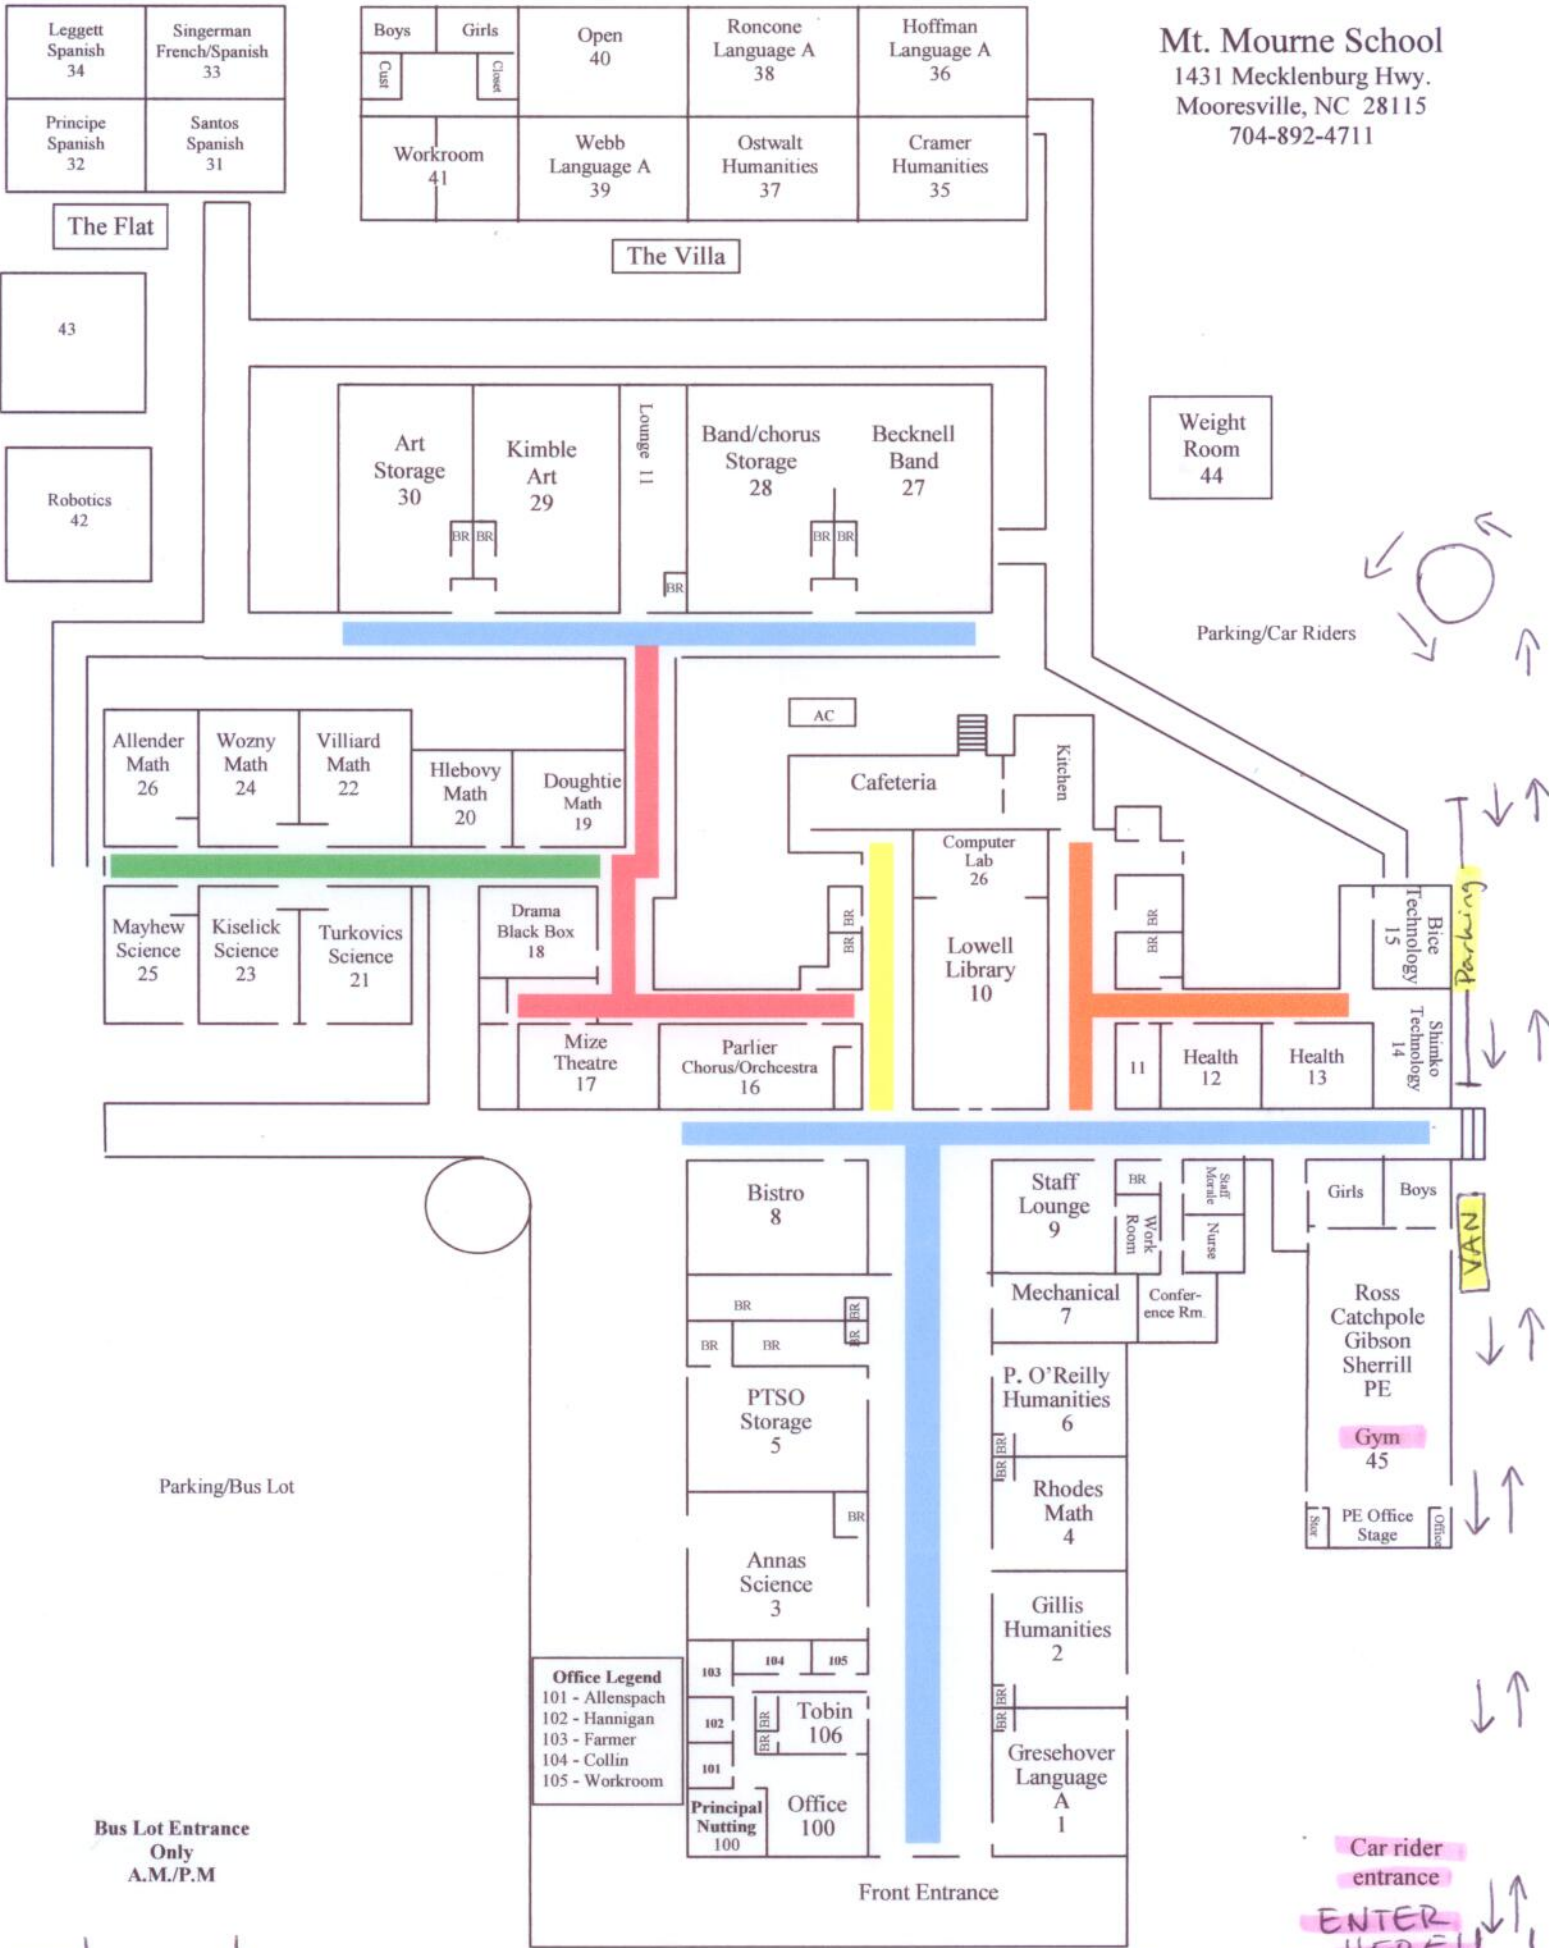 Mt. Mourne School
1431 Mecklenburg Hwy.
Mooresville, NC 28115
704-892-4711
Leggett
Spanish
34
Singerman
French/Spanish
33
Principe
Spanish
32
Santos
Spanish
31
The Flat
Boys
Girls
Cust
Closet
Open
40
Roncone
Language A
38
Hoffman
Language A
36
Workroom
41
Webb
Language A
39
Ostwalt
Humanities
37
Cramer
Humanities
35
The Villa
43
Robotics
42
Art
Storage
30
Kimble
Art
29
Lounge 11
Band/chorus
Storage
28
Becknell
Band
27
BR
BR
BR
BR
BR
Weight
Room
44
Parking/Car Riders
Allender
Math
26
Wozny
Math
24
Villiard
Math
22
Hlebovy
Math
20
Doughtie
Math
19
AC
Cafeteria
Kitchen
Computer
Lab
26
Mayhew
Science
25
Kiselick
Science
23
Turkovics
Science
21
Drama
Black Box
18
BR
BR
Lowell
Library
10
BR
BR
Bice
Technology
15
Parking
Mize
Theatre
17
Parlier
Chorus/Orchcestra
16
11
Health
12
Health
13
Shimko
Technology
14
Bistro
8
Staff
Lounge
9
BR
Work
Room
Staff
Morale
Nurse
Girls
Boys
VAN
BR
BR
BR
BR
BR
Mechanical
7
Confer-
ence Rm.
Ross
Catchpole
Gibson
Sherrill
PE
Gym
45
PTSO
Storage
5
P. O'Reilly
Humanities
6
BR
BR
Parking/Bus Lot
BR
Rhodes
Math
4
Stor
PE Office
Stage
Office
Annas
Science
3
Gillis
Humanities
2
Office Legend
101 - Allenspach
102 - Hannigan
103 - Farmer
104 - Collin
105 - Workroom
103
104
105
102
BR
BR
Tobin
106
BR
BR
101
Gresehover
Language
A
1
Principal
Nutting
100
Office
100
Bus Lot Entrance
Only
A.M./P.M
Front Entrance
Car rider
entrance
ENTER
HERE!!